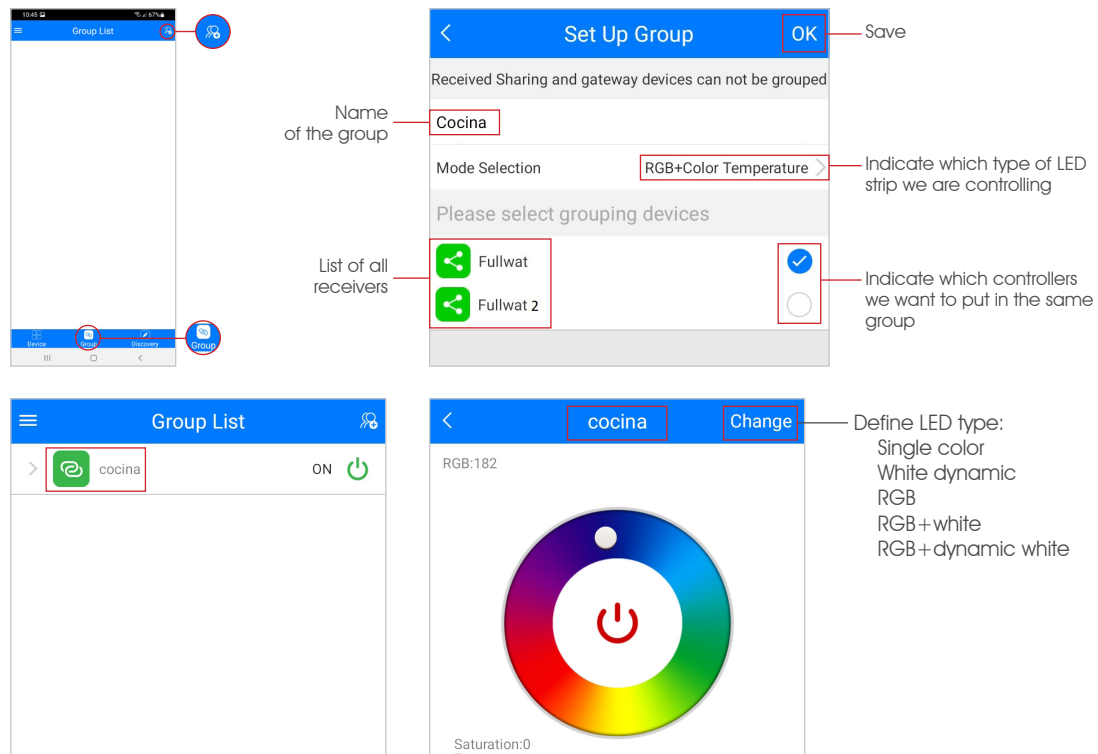 10:45 67%
Group List
Device Group Discovery
Group
Set Up Group OK
Save
Received Sharing and gateway devices can not be grouped
Name
of the group
Cocina
Mode Selection RGB+Color Temperature
Indicate which type of LED
strip we are controlling
Please select grouping devices
List of all
receivers
Fullwat
Fullwat 2
Indicate which controllers
we want to put in the same
group
Group List
cocina ON
cocina Change
RGB:182
Saturation:0
Define LED type:
Single color
White dynamic
RGB
RGB+white
RGB+dynamic white